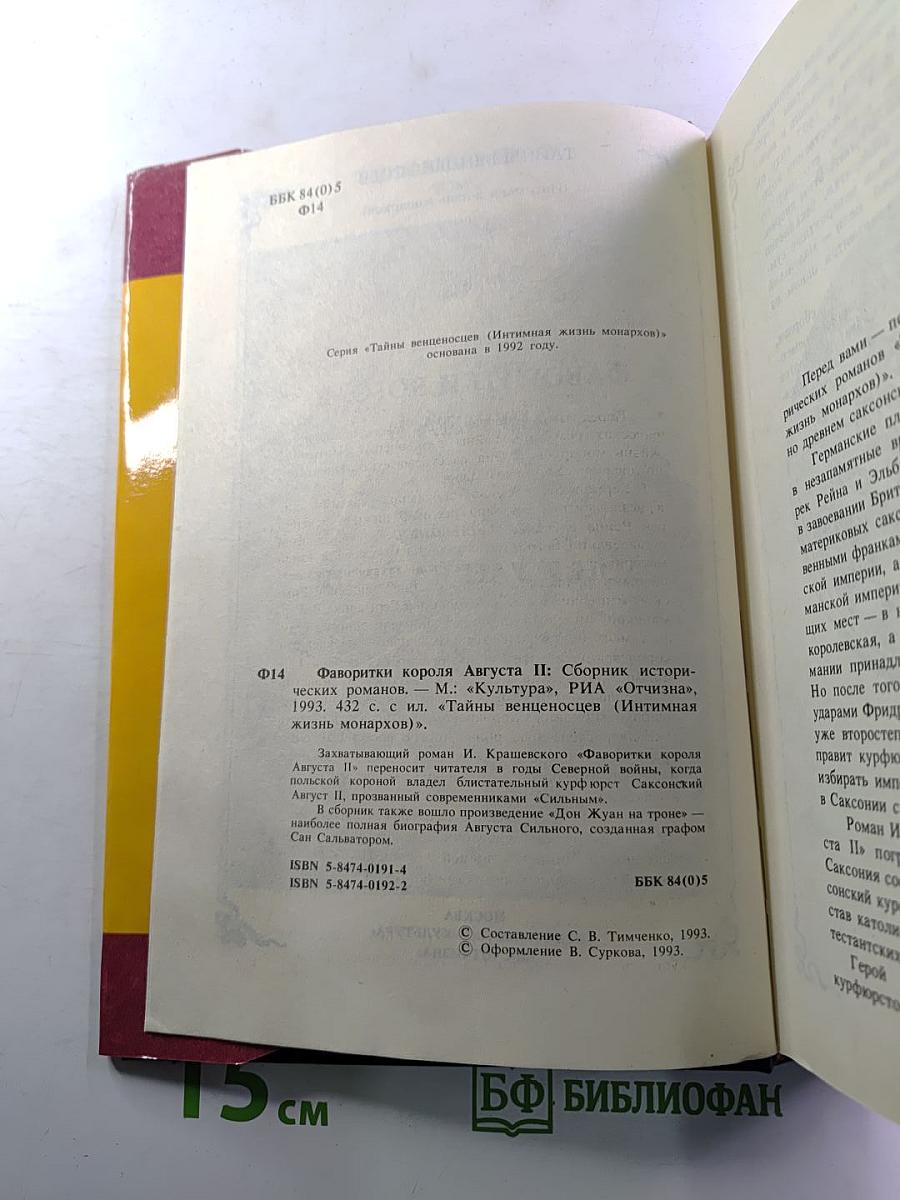 ББК 84(0)5
Ф14
Серия «Тайны венценосцев (Интимная жизнь монархов)»
основана в 1992 году.
Ф14 Фаворитки короля Августа II: Сборник истори-
ческих романов. — М.: «Культура», РИА «Отчизна»,
1993. 432 с. с ил. «Тайны венценосцев (Интимная
жизнь монархов)».
Захватывающий роман И. Крашевского «Фаворитки короля
Августа II» переносит читателя в годы Северной войны, когда
польской короной владел блистательный курфюрст Саксонский
Август II, прозванный современниками «Сильным».
В сборник также вошло произведение «Дон Жуан на троне» —
наиболее полная биография Августа Сильного, созданная графом
Сан Сальватором.
ISBN 5-8474-0191-4
ISBN 5-8474-0192-2 ББК 84(0)5
© Составление С. В. Тимченко, 1993.
© Оформление В. Суркова, 1993.
Перед вами —
рических романов
жизнь монархов)».
но древнем саксонс
Германские пл
в незапамятные в
рек Рейна и Эльб
в завоевании Брит
материковых сакс
венными франкам
ской империи, а
манской импери
щих мест — в
королевская, а
мании принадл
Но после того
ударами Фридр
уже второстеп
правит курфю
избирать имп
в Саксонии с
Роман И
ста II» погр
Саксония со
сонский кур
став католи
тестантских
Герой
курфюрсто
15 см
БФ БИБЛИОФАН